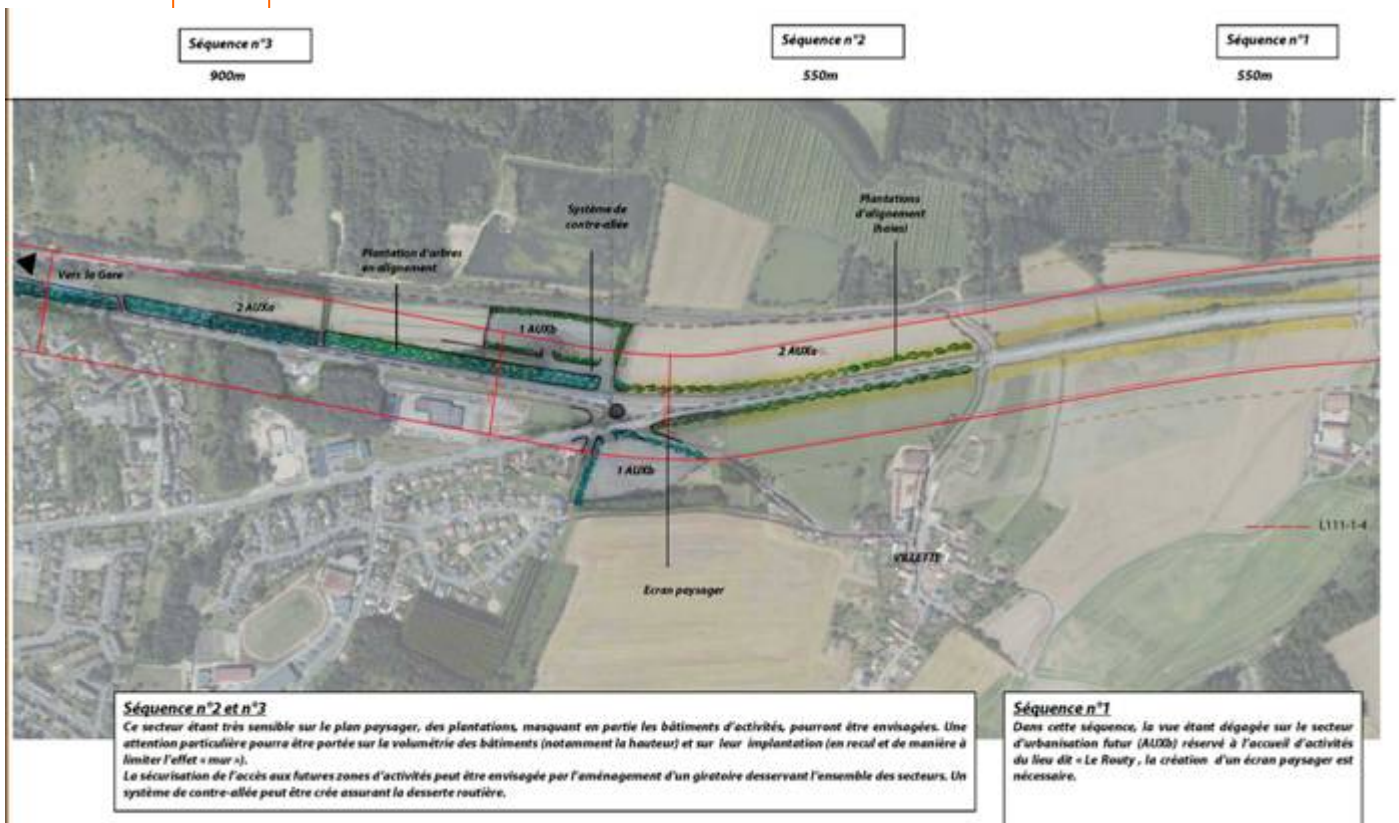 Séquence n°3
Séquence n°2
Séquence n°1
900m
550m
550m
Système de
contre-allée
Plantations
d'alignement
(haies)
Plantation d'arbres
en alignement
Vers la Gare
2 AUXa
1 AUXb
2 AUXa
1 AUXb
L111-1-4
VILLETTE
Ecran paysager
Séquence n°2 et n°3
Ce secteur étant très sensible sur le plan paysager, des plantations, masquant en partie les bâtiments d'activités, pourront être envisagées. Une
attention particulière pourra être portée sur la volumétrie des bâtiments (notamment la hauteur) et sur leur implantation (en recul et de manière à
limiter l'effet « mur »).
La sécurisation de l'accès aux futures zones d'activités peut être envisagée par l'aménagement d'un giratoire desservant l'ensemble des secteurs. Un
système de contre-allée peut être crée assurant la desserte routière.
Séquence n°1
Dans cette séquence, la vue étant dégagée sur le secteur
d'urbanisation futur (AUXb) réservé à l'accueil d'activités
du lieu dit « Le Routy , la création d'un écran paysager est
nécessaire.